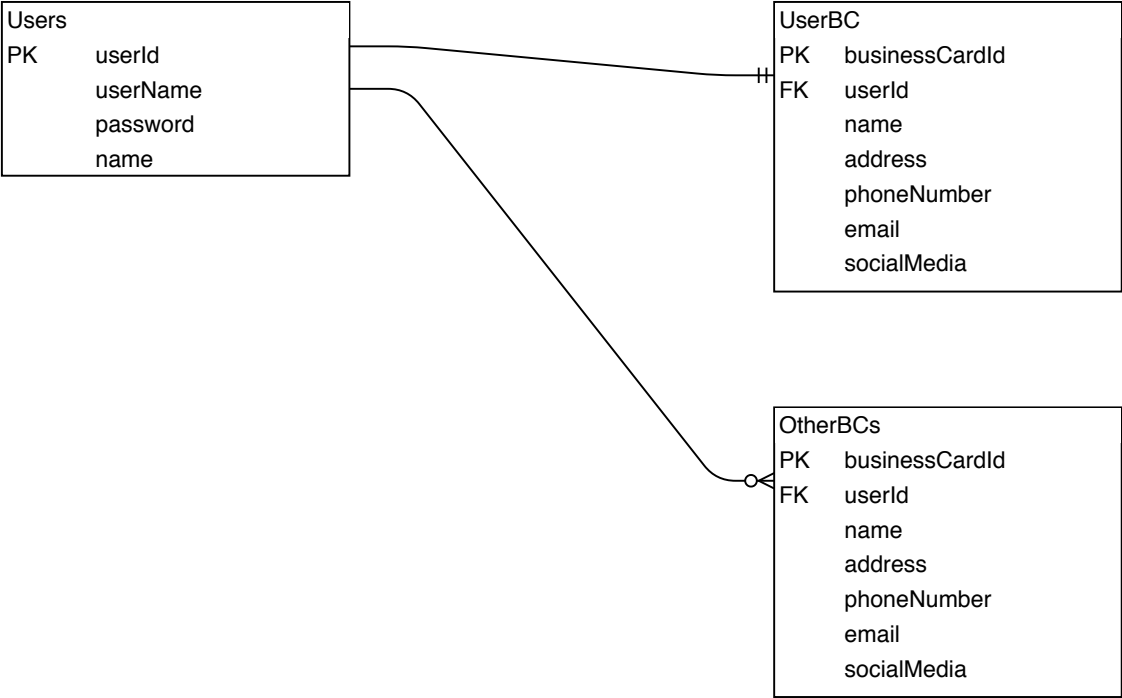 Users
PK userId
userName
password
name
UserBC
PK businessCardId
FK userId
name
address
phoneNumber
email
socialMedia
OtherBCs
PK businessCardId
FK userId
name
address
phoneNumber
email
socialMedia